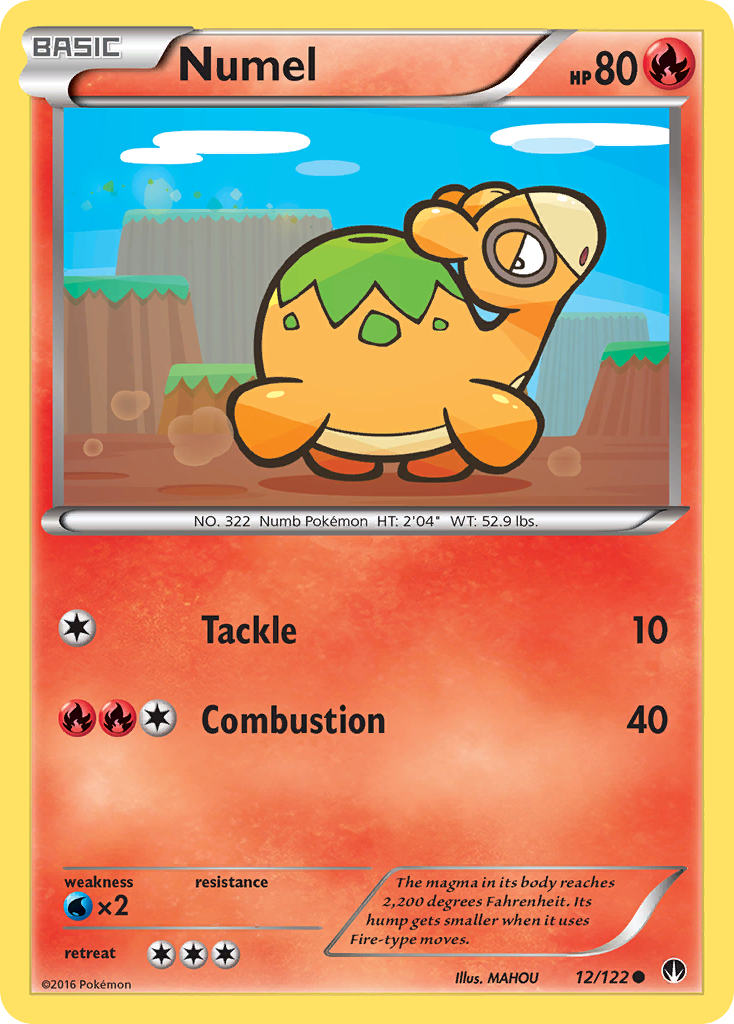 BASIC
Numel
HP 80
NO. 322 Numb Pokémon HT: 2'04" WT: 52.9 lbs.
Tackle 10
Combustion 40
weakness resistance
×2
The magma in its body reaches
2,200 degrees Fahrenheit. Its
hump gets smaller when it uses
Fire-type moves.
retreat
©2016 Pokémon
Illus. MAHOU 12/122